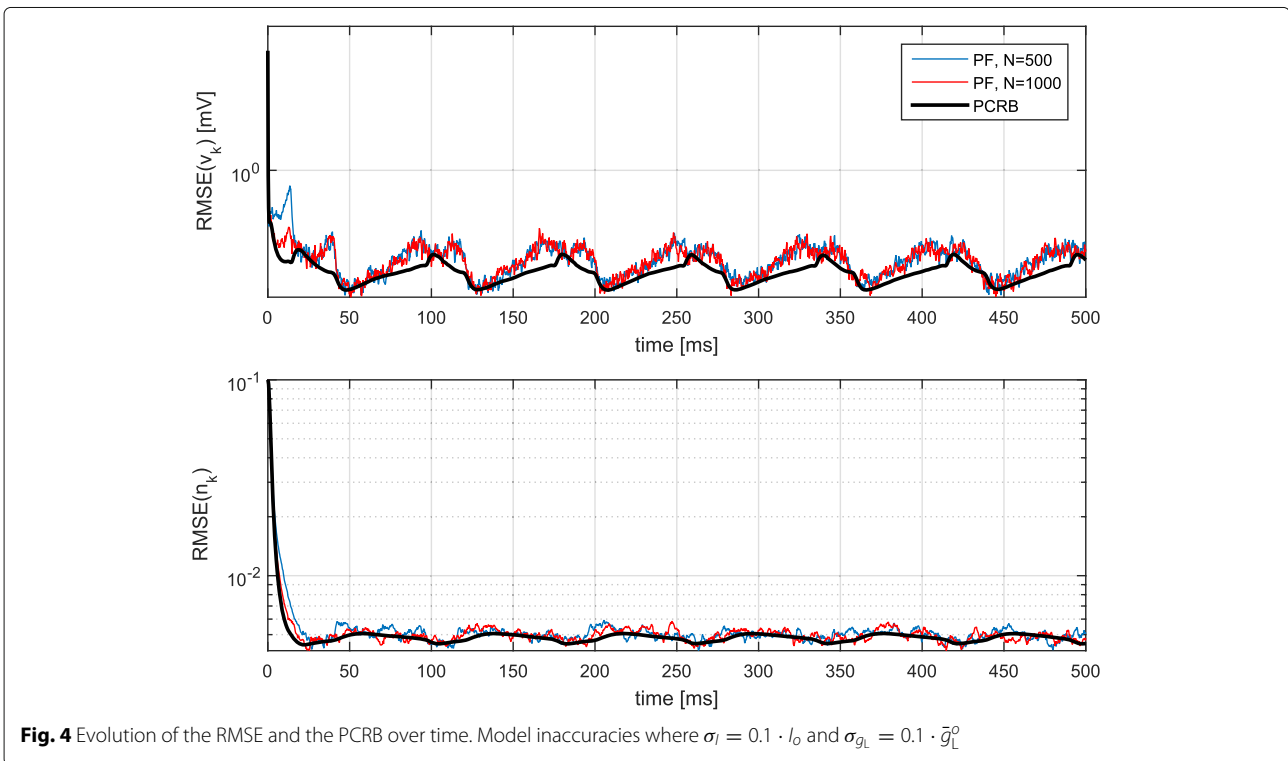 PF, N=500
PF, N=1000
PCRB
RMSE(v_k) [mV]
10^0
0 50 100 150 200 250 300 350 400 450 500
time [ms]
10^-1
RMSE(n_k)
10^-2
0 50 100 150 200 250 300 350 400 450 500
time [ms]
Fig. 4 Evolution of the RMSE and the PCRB over time. Model inaccuracies where σ_I = 0.1 · I_o and σ_{g_L} = 0.1 · ḡ_L^o